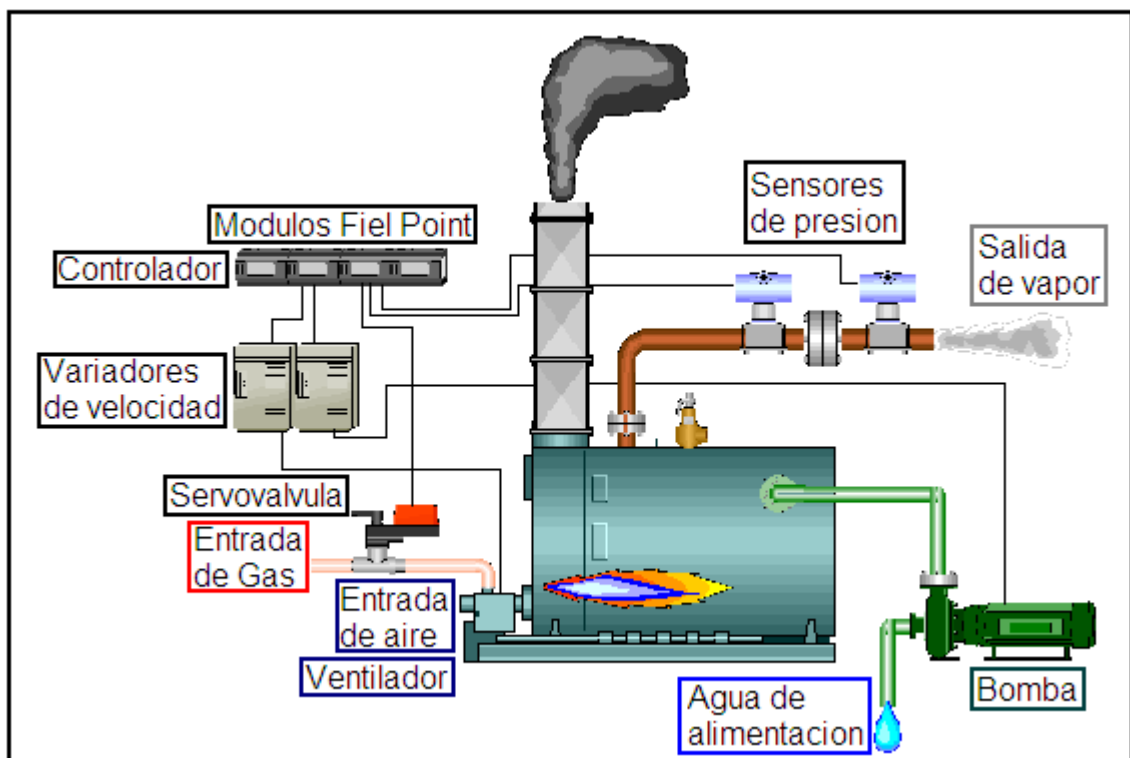 Modulos Fiel Point
Controlador
Sensores
de presion
Salida
de vapor
Variadores
de velocidad
Servovalvula
Entrada
de Gas
Entrada
de aire
Ventilador
Agua de
alimentacion
Bomba